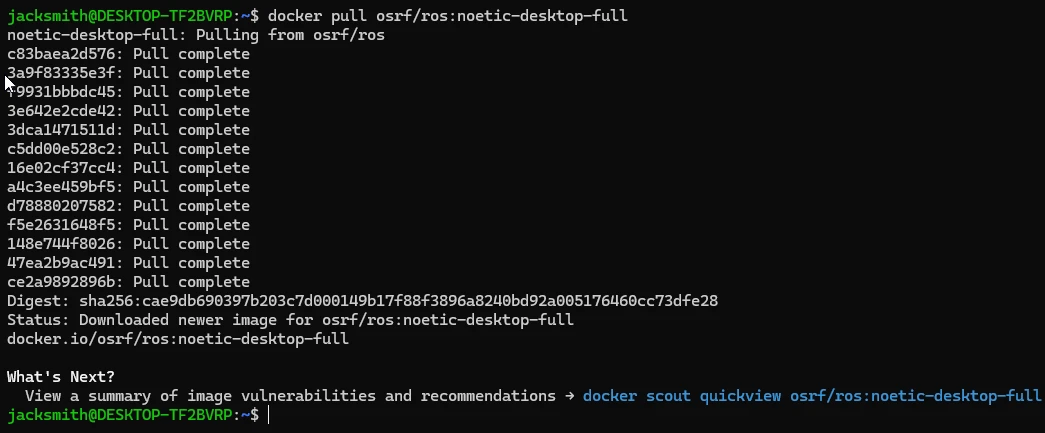 jacksmith@DESKTOP-TF2BVRP:~$ docker pull osrf/ros:noetic-desktop-full
noetic-desktop-full: Pulling from osrf/ros
c83baea2d576: Pull complete
3a9f83335e3f: Pull complete
f9931bbbdc45: Pull complete
3e642e2cde42: Pull complete
3dca1471511d: Pull complete
c5dd00e528c2: Pull complete
16e02cf37cc4: Pull complete
a4c3ee459bf5: Pull complete
d78880207582: Pull complete
f5e2631648f5: Pull complete
148e744f8026: Pull complete
47ea2b9ac491: Pull complete
ce2a9892896b: Pull complete
Digest: sha256:cae9db690397b203c7d000149b17f88f3896a8240bd92a005176460cc73dfe28
Status: Downloaded newer image for osrf/ros:noetic-desktop-full
docker.io/osrf/ros:noetic-desktop-full
What's Next?
View a summary of image vulnerabilities and recommendations → docker scout quickview osrf/ros:noetic-desktop-full
jacksmith@DESKTOP-TF2BVRP:~$